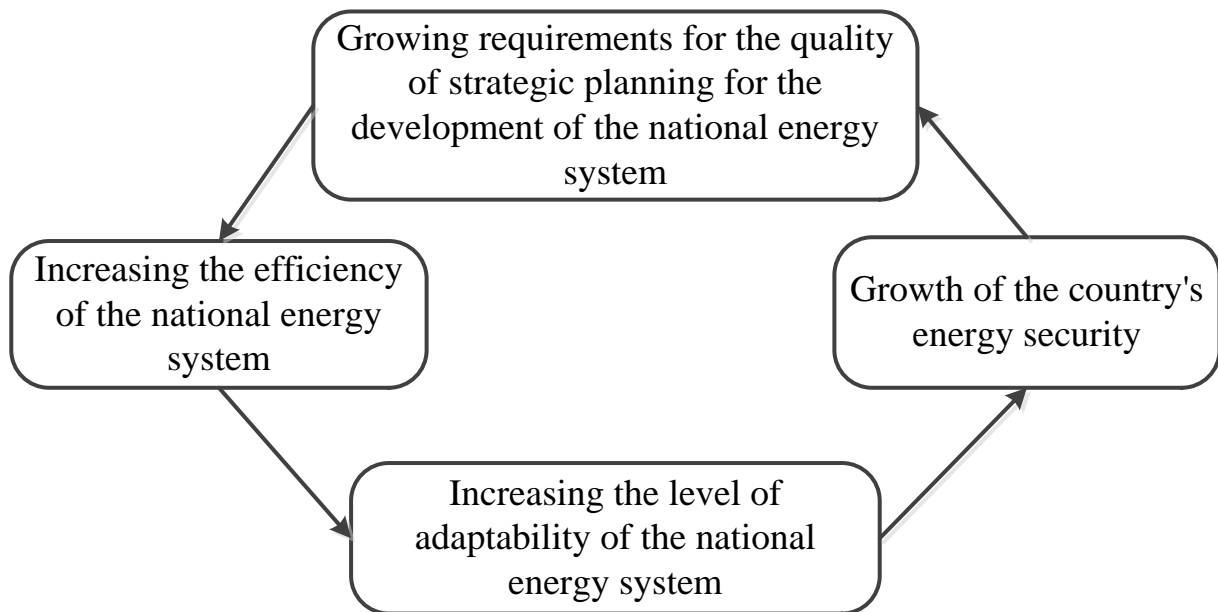 Growing requirements for the quality
of strategic planning for the
development of the national energy
system
Increasing the efficiency
of the national energy
system
Growth of the country's
energy security
Increasing the level of
adaptability of the national
energy system